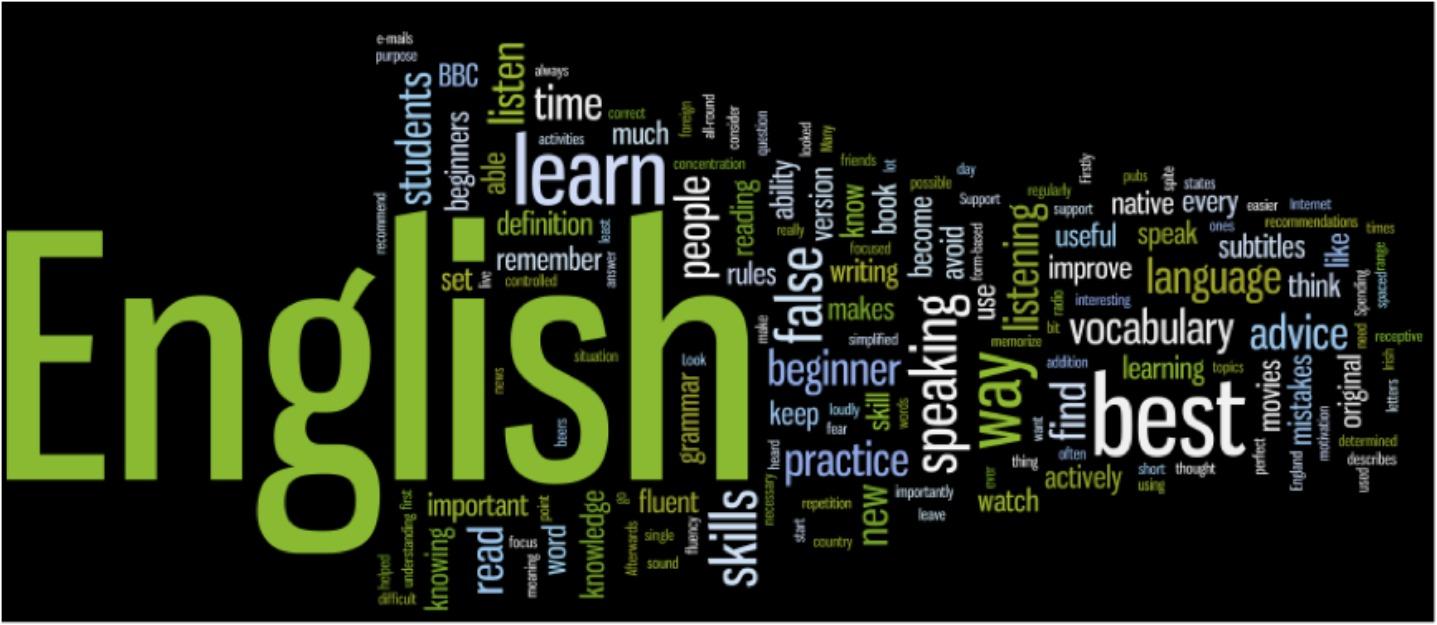 e-mails
purpose
BBC
students
beginners
listen
always
time
correct
much
activities
able
learn
concentration
foreign
all-round
consider
question
looked
Many
friends
lot
recommend
English
definition
least
remember
answer
set
live
controlled
people
reading
rules
ability
really
version
know
book
possible
day
Support
focused
writing
become
avoid
form-based
false
makes
make
simplified
beginner
keep
loudly
fear
skill
words
heard
practice
speaking
use
listening
regularly
support
Firstly
pubs
spite
states
native
every
easier
Internet
recommendations
times
useful
speak
ones
subtitles
like
range
spaced
improve
language
think
Spending
radio
interesting
bit
memorize
vocabulary
advice
need
receptive
Irish
way
addition
learning
topics
find
best
want
often
movies
mistakes
original
letters
perfect
England
motivation
determined
describes
used
thing
actively
short
using
thought
ever
watch
importantly
leave
new
repetition
start
country
necessary
situation
Look
grammar
news
beers
important
point
first
understanding
helped
difficult
knowing
read
focus
meaning
word
knowledge
go
fluent
Afterwards
single
sound
fluency
skills